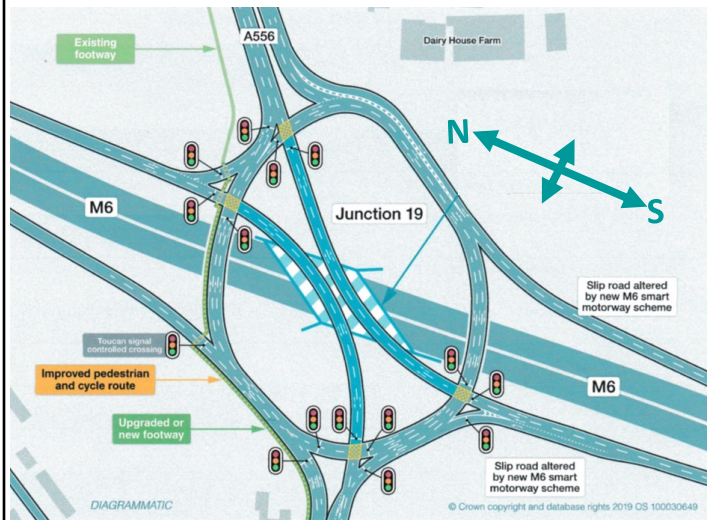 Existing
footway
A556
Dairy House Farm
N
S
M6
Junction 19
Slip road altered
by new M6 smart
motorway scheme
Toucan signal
controlled crossing
Improved pedestrian
and cycle route
M6
Upgraded or
new footway
Slip road altered
by new M6 smart
motorway scheme
DIAGRAMMATIC
© Crown copyright and database rights 2019 OS 100030649